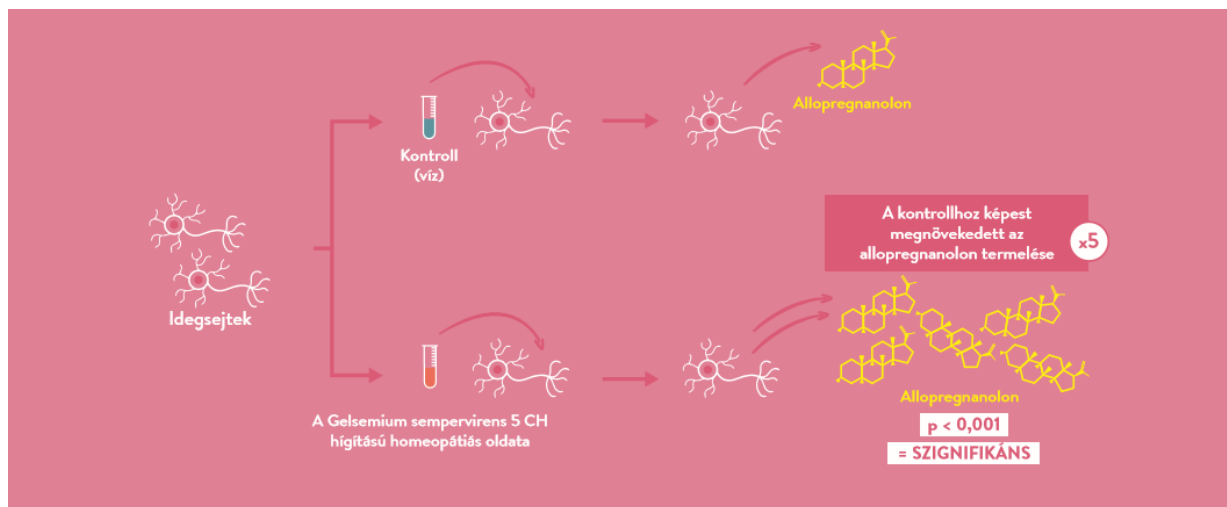 Allopregnanolon
Kontroll
(víz)
A kontrollhoz képest
megnövekedett az
allopregnanolon termelése
x5
Idegsejtek
A Gelsemium sempervirens 5 CH
hígítású homeopátiás oldata
Allopregnanolon
p < 0,001
= SZIGNIFIKÁNS